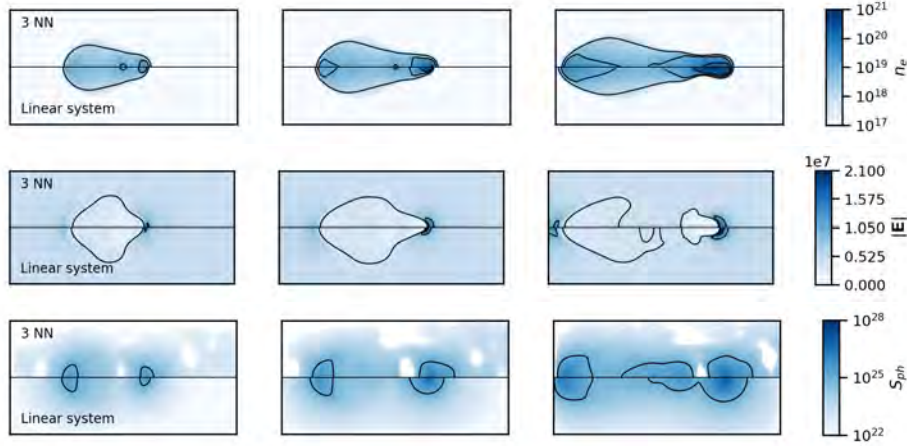 3 NN
Linear system
10^21
10^20
10^19
10^18
10^17
n_e
3 NN
Linear system
1e7
2.100
1.575
1.050
0.525
0.000
|E|
3 NN
Linear system
10^28
10^25
10^22
S_ph